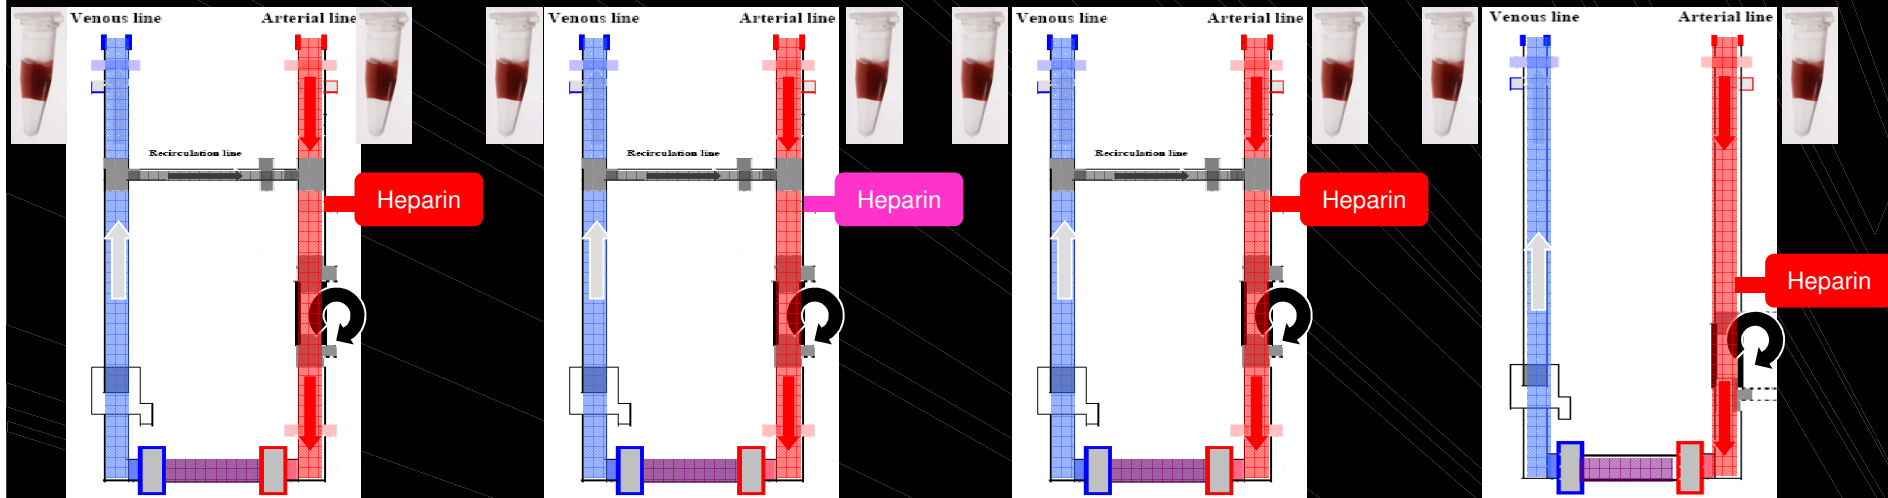 Venous line
Arterial line
Recirculation line
Heparin
Venous line
Arterial line
Recirculation line
Heparin
Venous line
Arterial line
Recirculation line
Heparin
Venous line
Arterial line
Heparin